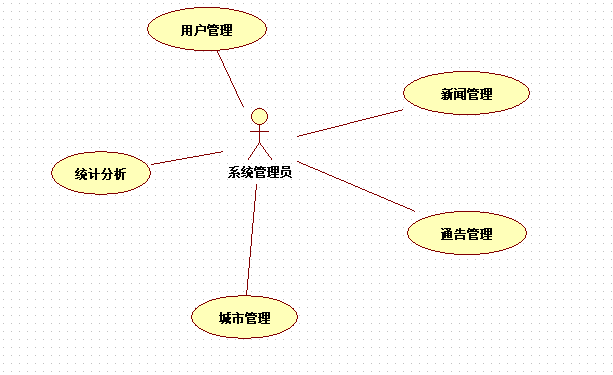 用户管理
新闻管理
系统管理员
统计分析
通告管理
城市管理